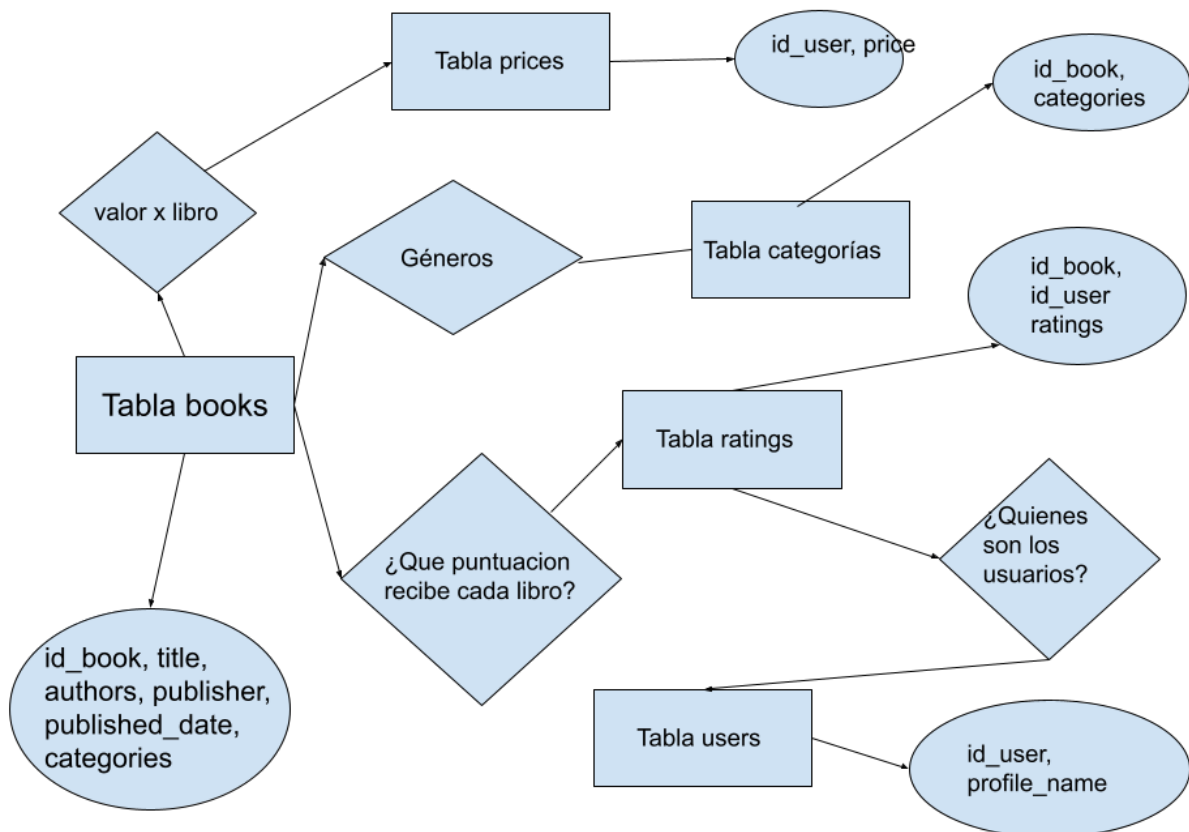 Tabla prices
id_user, price
id_book,
categories
valor x libro
Géneros
Tabla categorías
id_book,
id_user
ratings
Tabla books
Tabla ratings
¿Quienes
son los
usuarios?
¿Que puntuacion
recibe cada libro?
id_book, title,
authors, publisher,
published_date,
categories
Tabla users
id_user,
profile_name